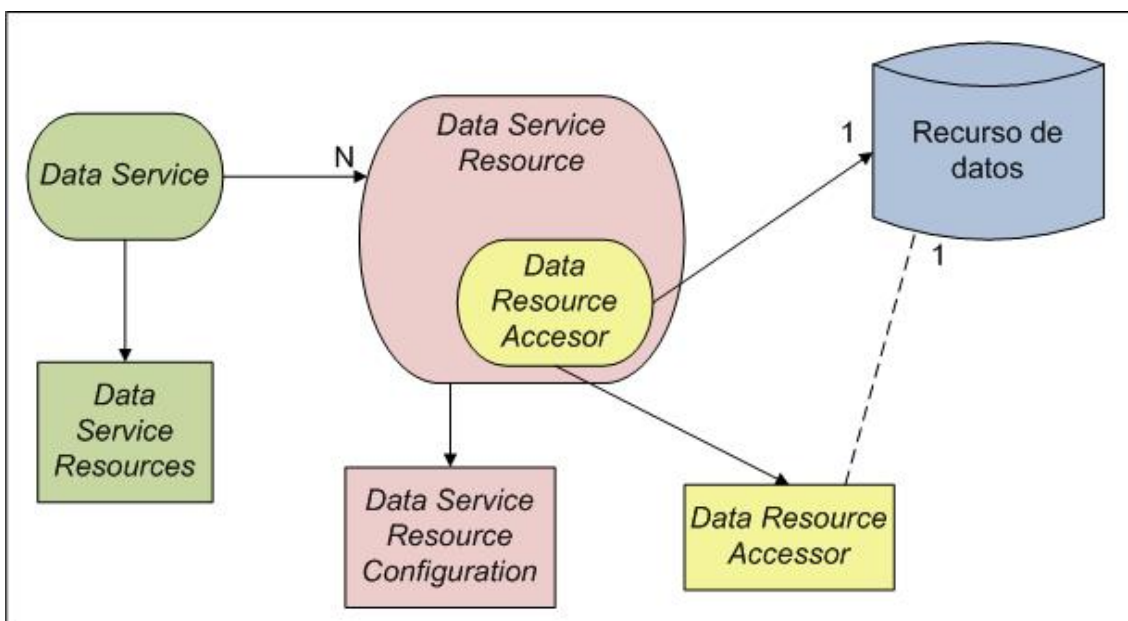 Data Service
N
Data Service
Resource
Data
Resource
Accesor
1
Recurso de
datos
1
Data
Service
Resources
Data Service
Resource
Configuration
Data Resource
Accessor